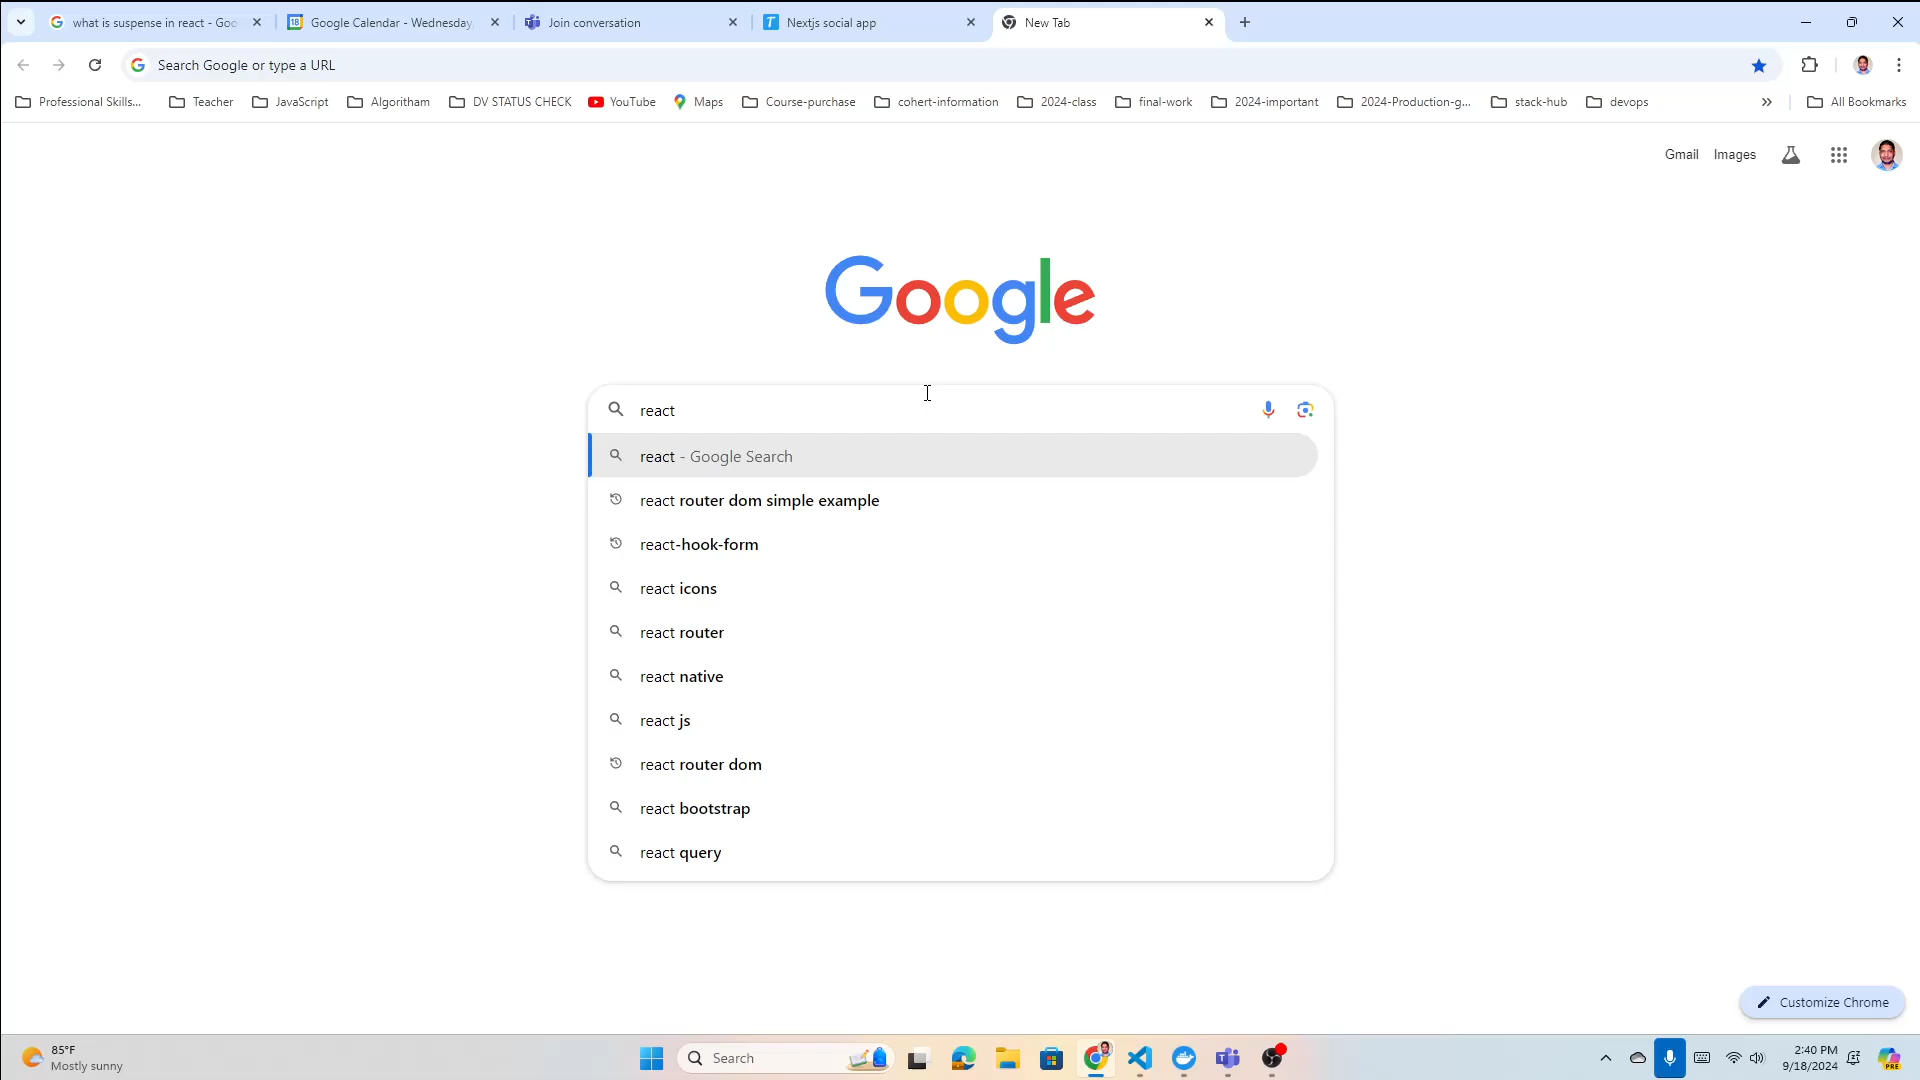 what is suspense in react - Goo
Google Calendar - Wednesday,
Join conversation
Nextjs social app
New Tab
Search Google or type a URL
Professional Skills...
Teacher
JavaScript
Algoritham
DV STATUS CHECK
YouTube
Maps
Course-purchase
cohert-information
2024-class
final-work
2024-important
2024-Production-g...
stack-hub
devops
All Bookmarks
Gmail
Images
Google
react
react - Google Search
react router dom simple example
react-hook-form
react icons
react router
react native
react js
react router dom
react bootstrap
react query
Customize Chrome
85°F
Mostly sunny
Search
2:40 PM
9/18/2024
PRE